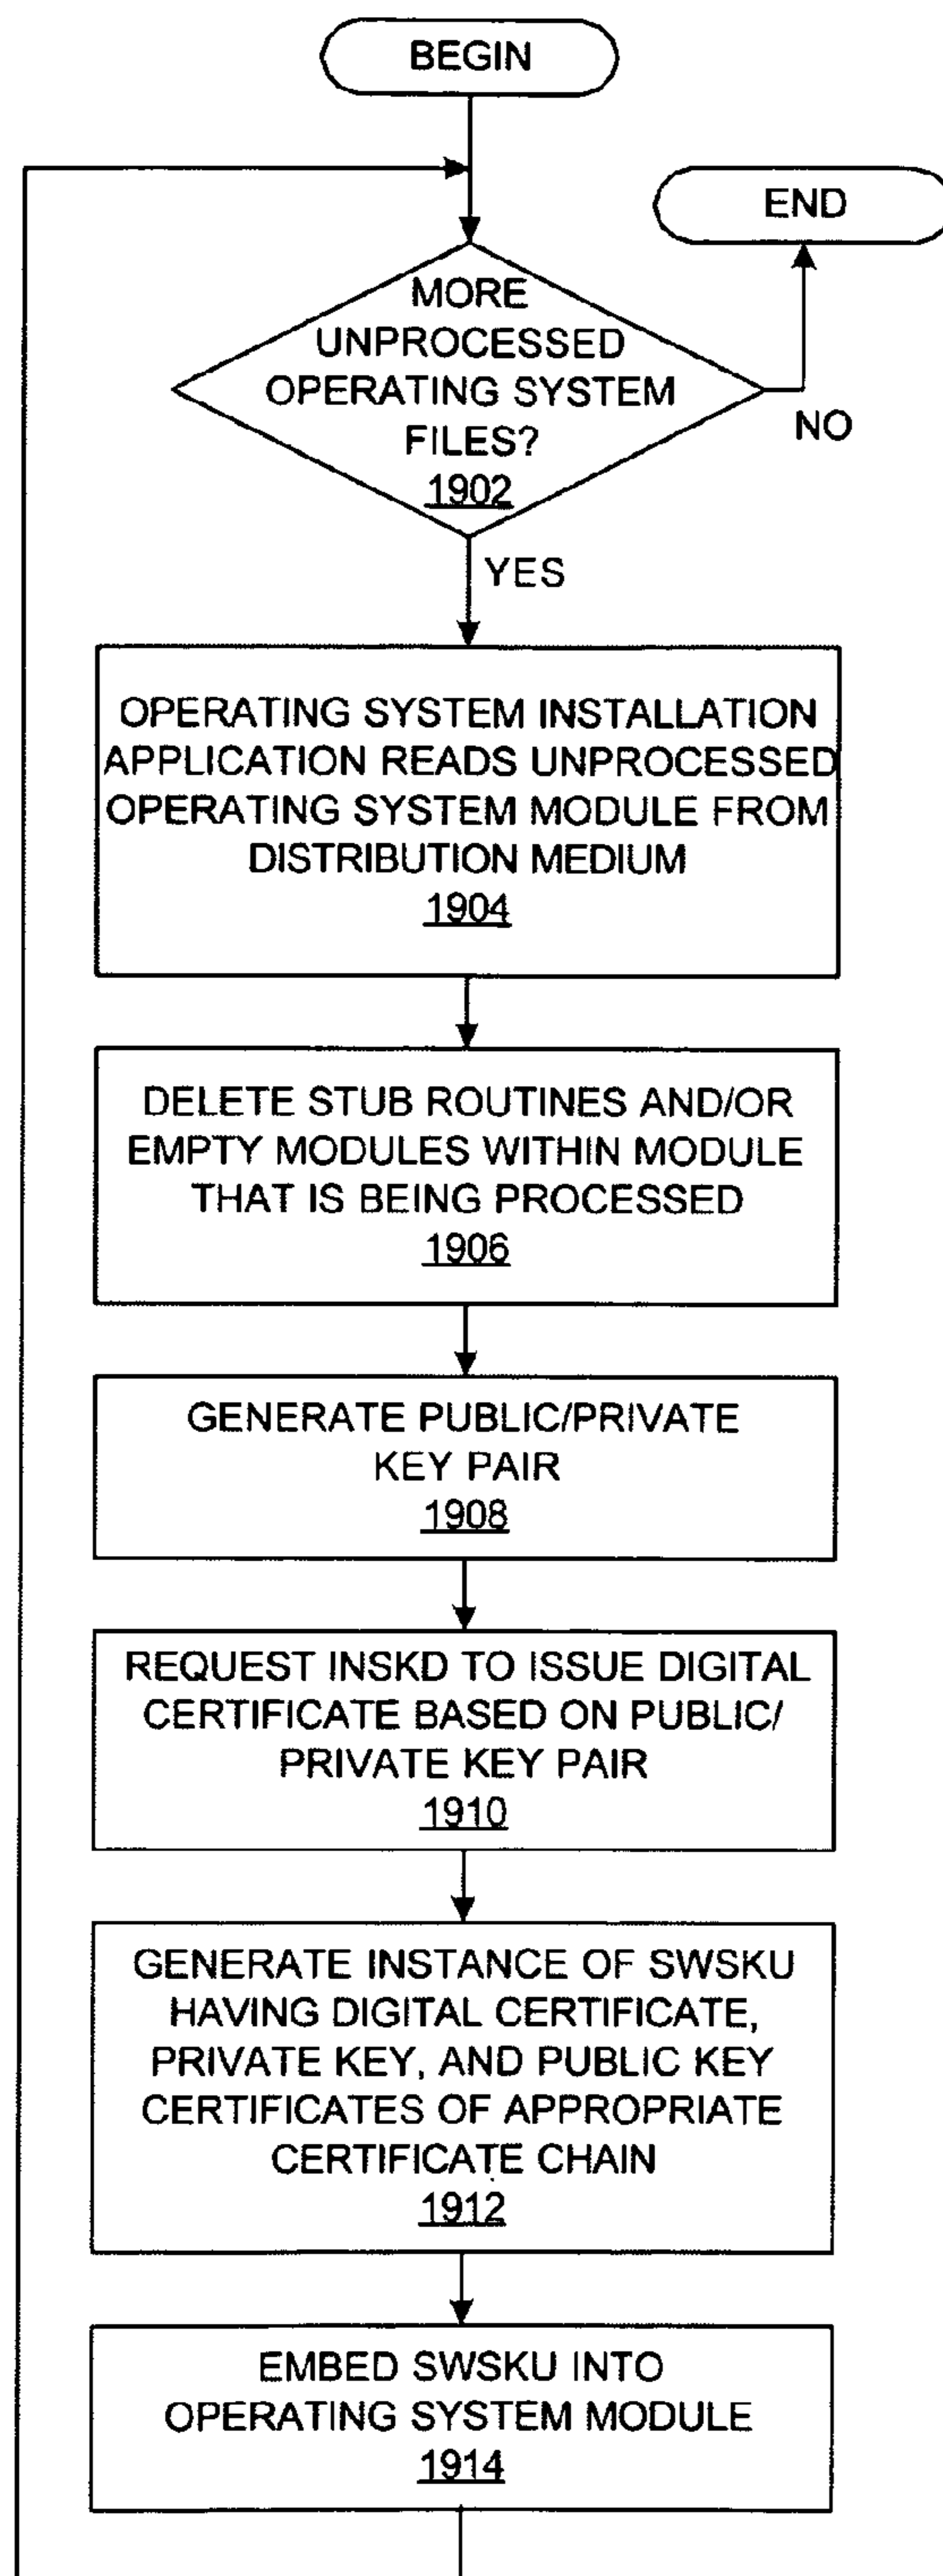 BEGIN
END
MORE
UNPROCESSED
OPERATING SYSTEM
FILES?
1902
NO
YES
OPERATING SYSTEM INSTALLATION
APPLICATION READS UNPROCESSED
OPERATING SYSTEM MODULE FROM
DISTRIBUTION MEDIUM
1904
DELETE STUB ROUTINES AND/OR
EMPTY MODULES WITHIN MODULE
THAT IS BEING PROCESSED
1906
GENERATE PUBLIC/PRIVATE
KEY PAIR
1908
REQUEST INSKD TO ISSUE DIGITAL
CERTIFICATE BASED ON PUBLIC/
PRIVATE KEY PAIR
1910
GENERATE INSTANCE OF SWSKU
HAVING DIGITAL CERTIFICATE,
PRIVATE KEY, AND PUBLIC KEY
CERTIFICATES OF APPROPRIATE
CERTIFICATE CHAIN
1912
EMBED SWSKU INTO
OPERATING SYSTEM MODULE
1914